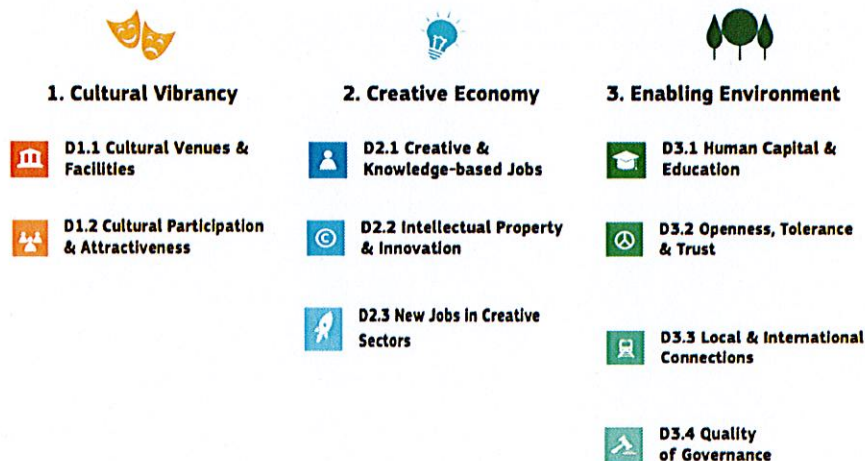 1. Cultural Vibrancy
D1.1 Cultural Venues &
Facilities
D1.2 Cultural Participation
& Attractiveness
2. Creative Economy
D2.1 Creative &
Knowledge-based Jobs
©
D2.2 Intellectual Property
& Innovation
D2.3 New Jobs in Creative
Sectors
3. Enabling Environment
D3.1 Human Capital &
Education
D3.2 Openness, Tolerance
& Trust
D3.3 Local & International
Connections
D3.4 Quality
of Governance